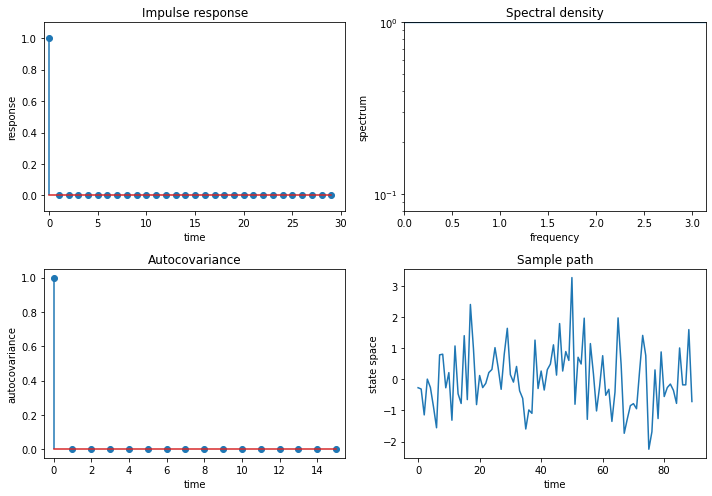 Impulse response
1.0
0.8
0.6
0.4
0.2
0.0
response
0 5 10 15 20 25 30
time
Spectral density
10⁰
10⁻¹
spectrum
0.0 0.5 1.0 1.5 2.0 2.5 3.0
frequency
Autocovariance
1.0
0.8
0.6
0.4
0.2
0.0
autocovariance
0 2 4 6 8 10 12 14
time
Sample path
3
2
1
0
−1
−2
state space
0 20 40 60 80
time